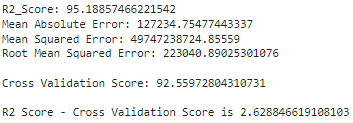 R2_Score: 95.18857466221542
Mean Absolute Error: 127234.75477443337
Mean Squared Error: 49747238724.85559
Root Mean Squared Error: 223040.89025301076
Cross Validation Score: 92.55972804310731
R2 Score - Cross Validation Score is 2.628846619108103